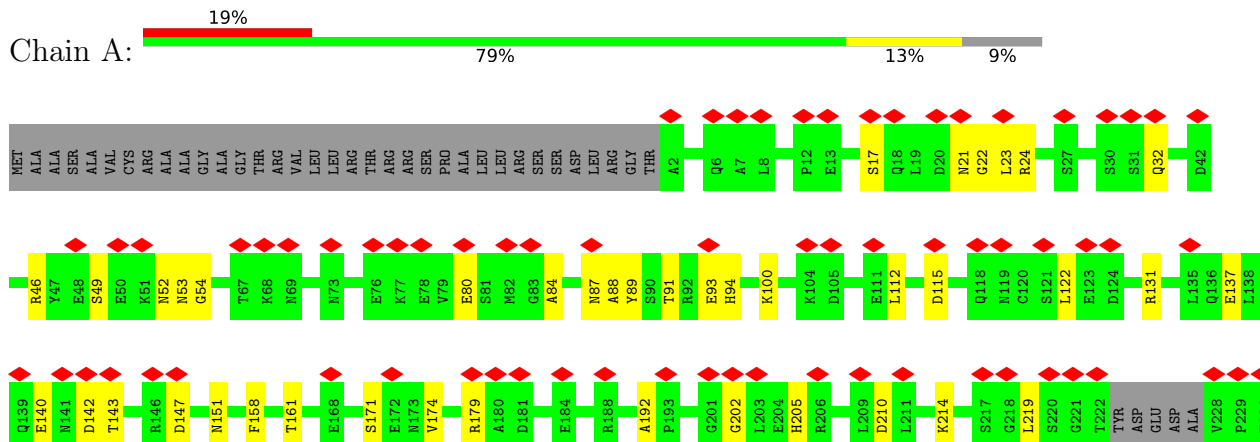 19%
Chain A:
79% 13% 9%
MET ALA ALA SER ALA VAL CYS ARG ALA ALA GLY ALA GLY THR ARG VAL LEU LEU ARG THR ARG ARG SER PRO ALA LEU LEU ARG SER SER ASP LEU ARG GLY THR A2 Q6 A7 L8 P12 E13 S17 Q18 L19 D20 N21 G22 L23 R24 S27 S30 S31 Q32 D42
R46 Y47 E48 S49 E50 K51 N52 N53 G54 T67 K68 N69 N73 E76 K77 E78 V79 E80 S81 M82 G83 A84 N87 A88 Y89 S90 T91 R92 E93 H94 K100 K104 D105 E111 L112 D115 Q118 N119 C120 S121 L122 E123 D124 R131 L135 Q136 E137 L138
Q139 E140 N141 D142 T143 R146 D147 N151 F158 T161 E168 S171 E172 N173 V174 R179 A180 D181 E184 R188 A192 P193 G201 G202 L203 E204 H205 R206 L209 D210 L211 K214 S217 G218 L219 S220 G221 T222 TYR ASP GLU ASP ALA V228 P229